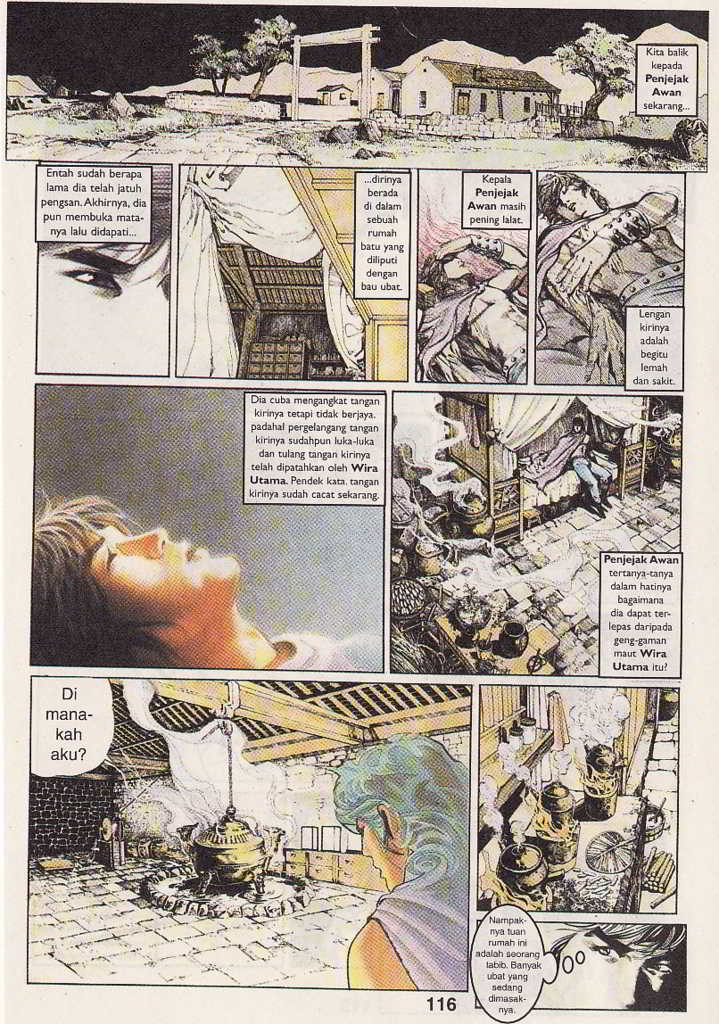 Kita balik
kepada
Penjejak
Awan
sekarang...
Entah sudah berapa
lama dia telah jatuh
pengsan. Akhirnya, dia
pun membuka mata-
nya lalu didapati...
...dirinya
berada
di dalam
sebuah
rumah
batu yang
diliputi
dengan
bau ubat.
Kepala
Penjejak
Awan masih
pening lalat.
Lengan
kirinya
adalah
begitu
lemah
dan sakit.
Dia cuba mengangkat tangan
kirinya tetapi tidak berjaya.
padahal pergelangang tangan
kirinya sudahpun luka-luka
dan tulang tangan kirinya
telah dipatahkan oleh Wira
Utama. Pendek kata. tangan
kirinya sudah cacat sekarang.
Penjejak Awan
tertanya-tanya
dalam hatinya
bagaimana
dia dapat ter-
lepas daripada
geng-gaman
maut Wira
Utama itu?
Di
mana-
kah
aku?
Nampak-
nya tuan
rumah ini
adalah seorang
tabib. Banyak
ubat yang
sedang
dimasak-
nya.
116